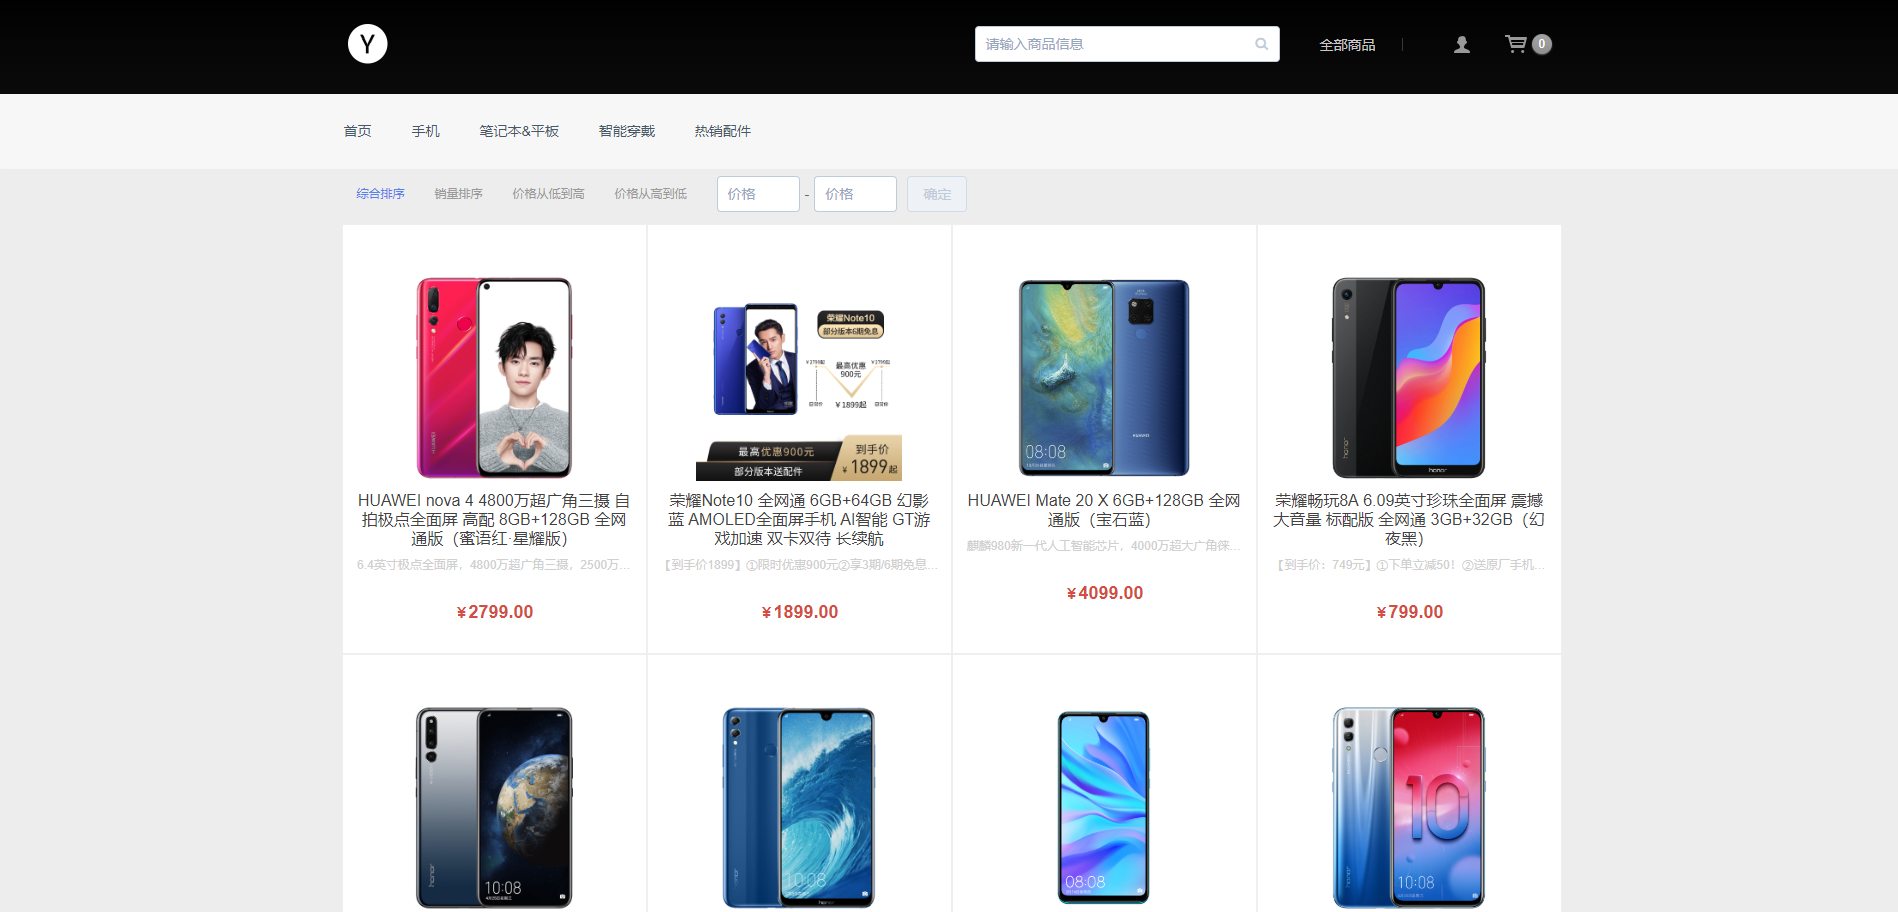 Y
请输入商品信息
全部商品
0
首页
手机
笔记本&平板
智能穿戴
热销配件
综合排序
销量排序
价格从低到高
价格从高到低
价格
-
价格
确定
荣耀Note10
部分版本6期免息
¥2799起
¥1799起
最高优惠
900元
¥1899起
最高优惠900元
部分版本送配件
到手价
¥1899起
08:08
HUAWEI
honor
honor
HUAWEI nova 4 4800万超广角三摄 自
拍极点全面屏 高配 8GB+128GB 全网
通版（蜜语红·星耀版）
6.4英寸极点全面屏，4800万超广角三摄，2500万...
¥2799.00
荣耀Note10 全网通 6GB+64GB 幻影
蓝 AMOLED全面屏手机 AI智能 GT游
戏加速 双卡双待 长续航
【到手价1899】①限时优惠900元②享3期/6期免息...
¥1899.00
HUAWEI Mate 20 X 6GB+128GB 全网
通版（宝石蓝）
麒麟980新一代人工智能芯片，4000万超大广角徕...
¥4099.00
荣耀畅玩8A 6.09英寸珍珠全面屏 震撼
大音量 标配版 全网通 3GB+32GB（幻
夜黑）
【到手价：749元】①下单立减50！②送原厂手机...
¥799.00
honor
10:08
10:08
honor
08:08
10
10:08
honor